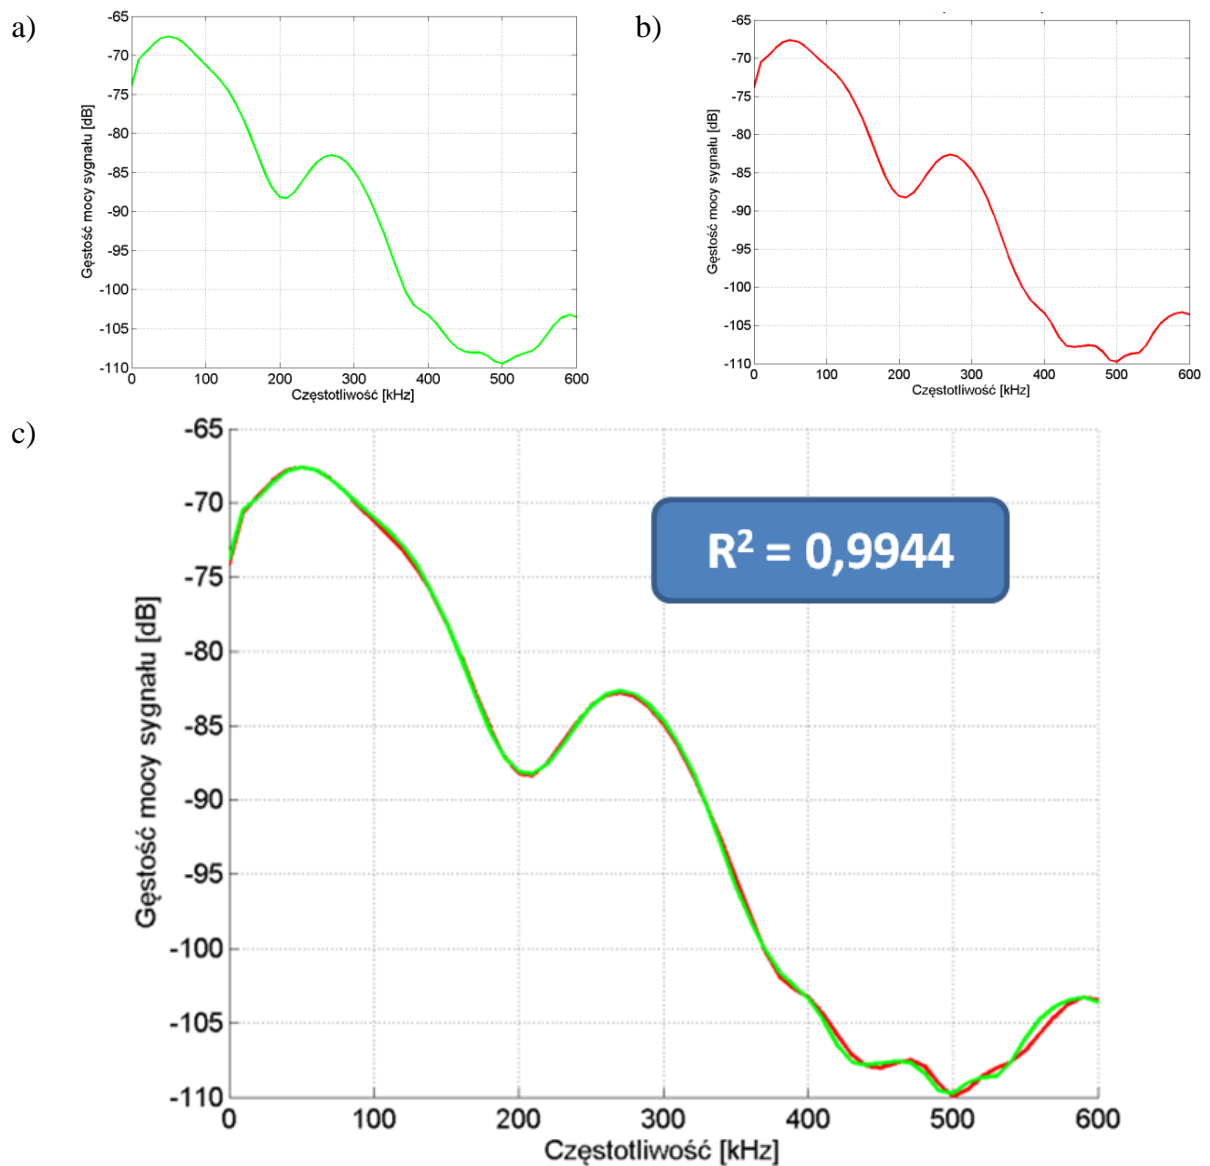 a)
-65
-70
-75
-80
-85
-90
-95
-100
-105
-110
0 100 200 300 400 500 600
Gęstość mocy sygnału [dB]
Częstotliwość [kHz]
b)
-65
-70
-75
-80
-85
-90
-95
-100
-105
-110
0 100 200 300 400 500 600
Gęstość mocy sygnału [dB]
Częstotliwość [kHz]
c)
-65
-70
-75
-80
-85
-90
-95
-100
-105
-110
0 100 200 300 400 500 600
Gęstość mocy sygnału [dB]
Częstotliwość [kHz]
R² = 0,9944